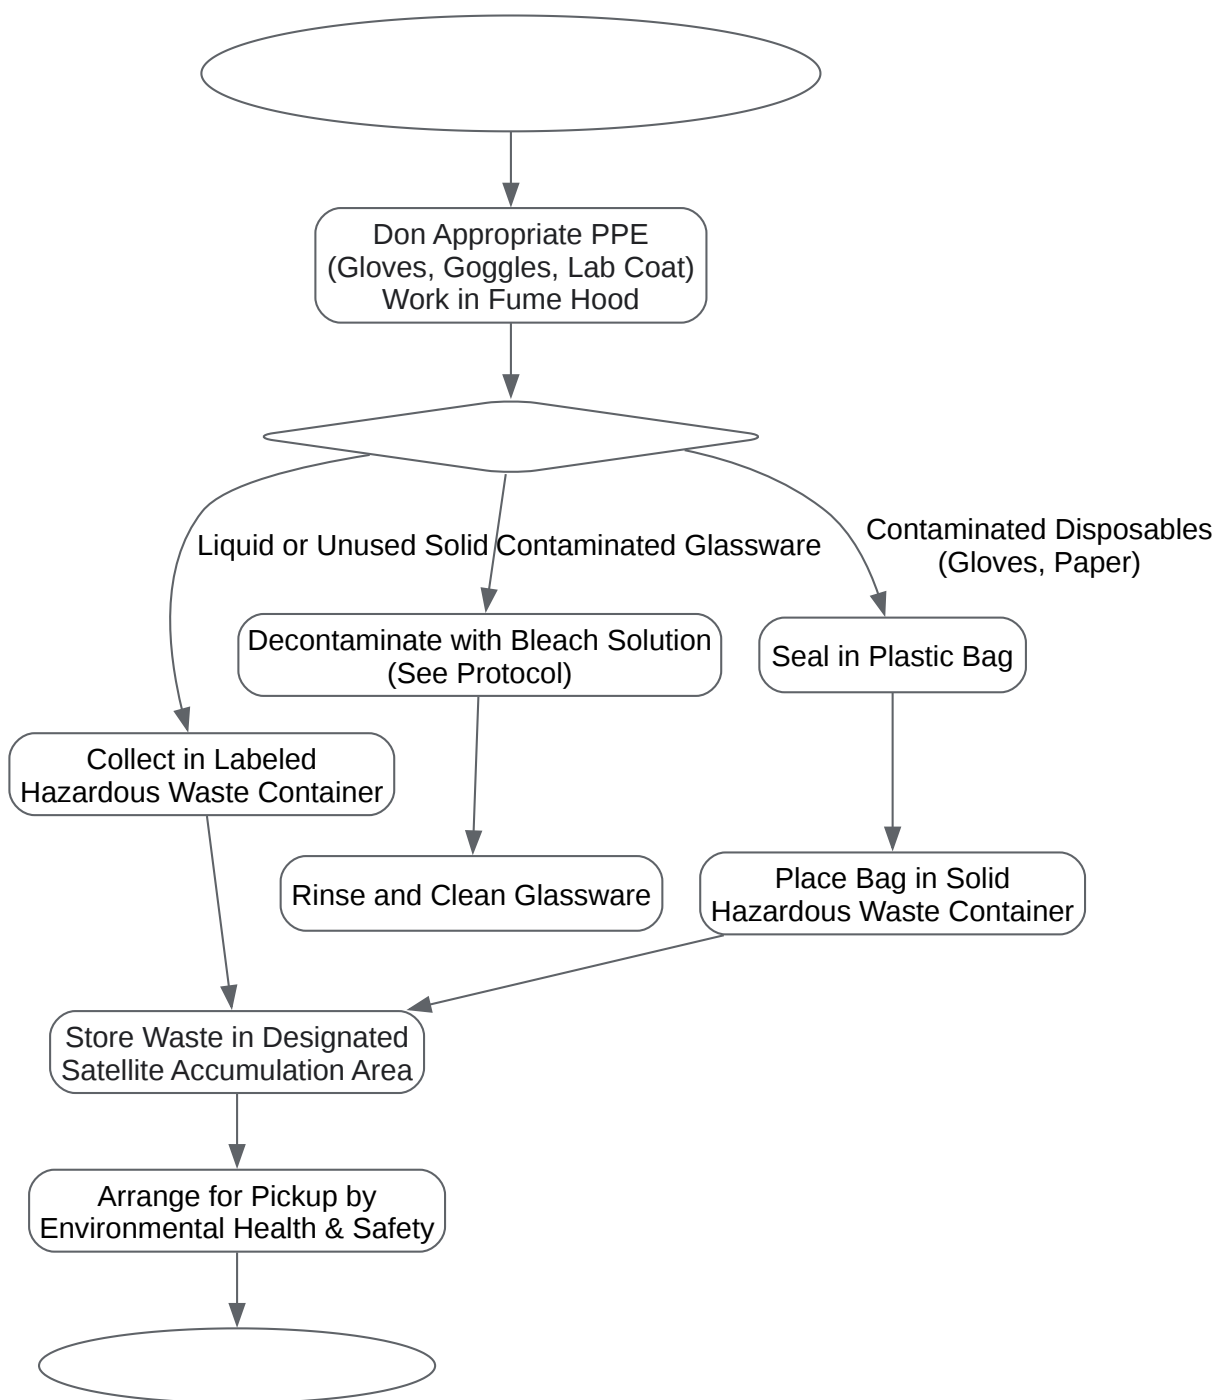 Don Appropriate PPE
(Gloves, Goggles, Lab Coat)
Work in Fume Hood
Liquid or Unused Solid
Contaminated Glassware
Contaminated Disposables
(Gloves, Paper)
Decontaminate with Bleach Solution
(See Protocol)
Seal in Plastic Bag
Collect in Labeled
Hazardous Waste Container
Rinse and Clean Glassware
Place Bag in Solid
Hazardous Waste Container
Store Waste in Designated
Satellite Accumulation Area
Arrange for Pickup by
Environmental Health & Safety